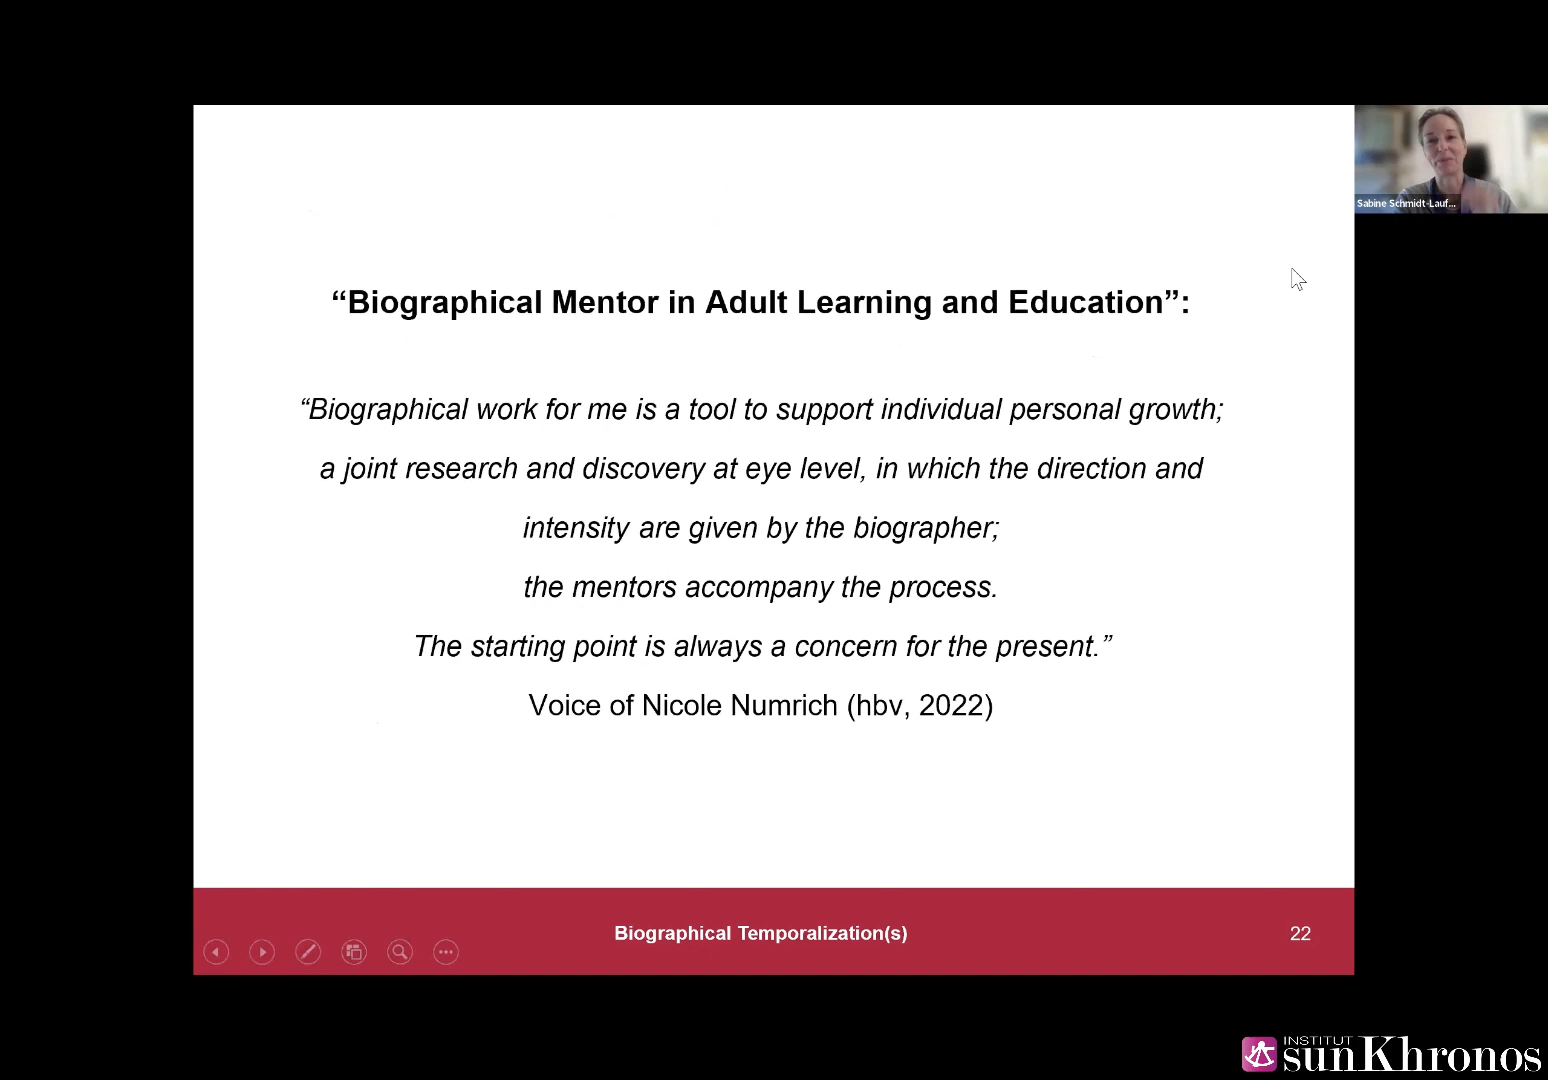 Sabine Schmidt-Lauf...
“Biographical Mentor in Adult Learning and Education”:
“Biographical work for me is a tool to support individual personal growth;
a joint research and discovery at eye level, in which the direction and
intensity are given by the biographer;
the mentors accompany the process.
The starting point is always a concern for the present.”
Voice of Nicole Numrich (hbv, 2022)
Biographical Temporalization(s)
22
INSTITUT
sunKhronos